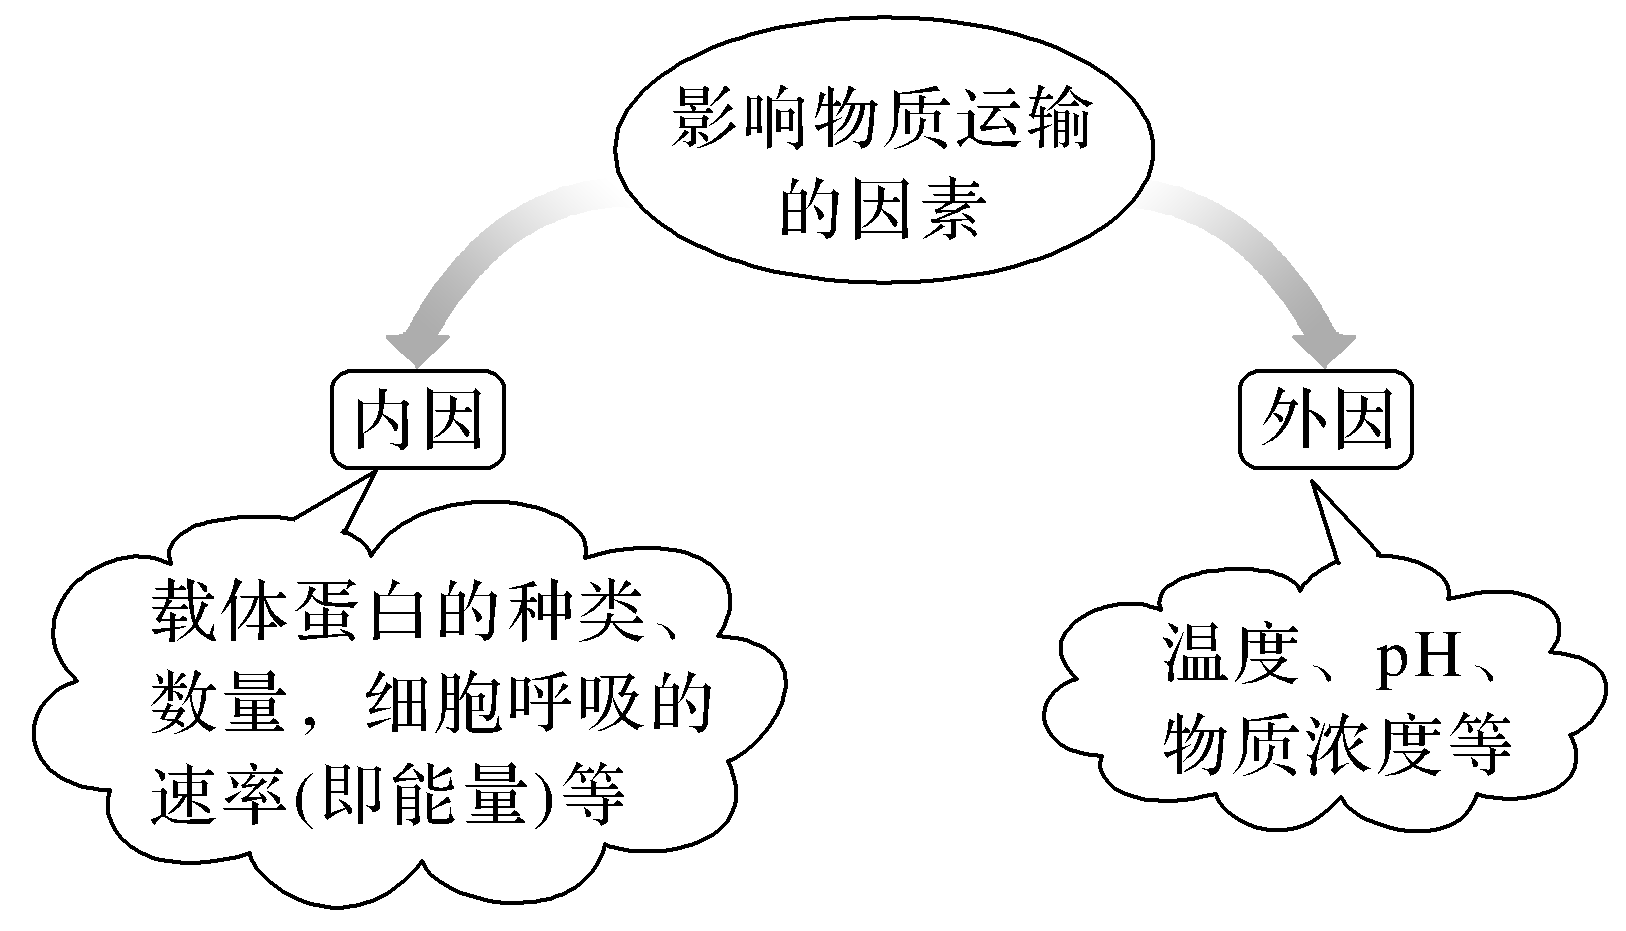 影响物质运输
的因素
内因
外因
载体蛋白的种类、
数量，细胞呼吸的
速率(即能量)等
温度、pH、
物质浓度等